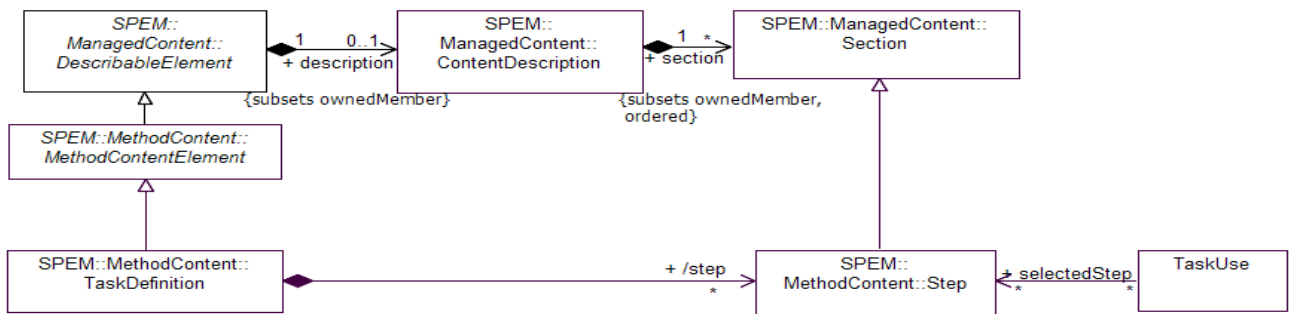 SPEM::
ManagedContent::
DescribableElement
1
0..1
+ description
{subsets ownedMember}
SPEM::
ManagedContent::
ContentDescription
1
*
+ section
{subsets ownedMember,
ordered}
SPEM::ManagedContent::
Section
SPEM::MethodContent::
MethodContentElement
SPEM::MethodContent::
TaskDefinition
+ /step
*
SPEM::
MethodContent::Step
+ selectedStep
*
*
TaskUse